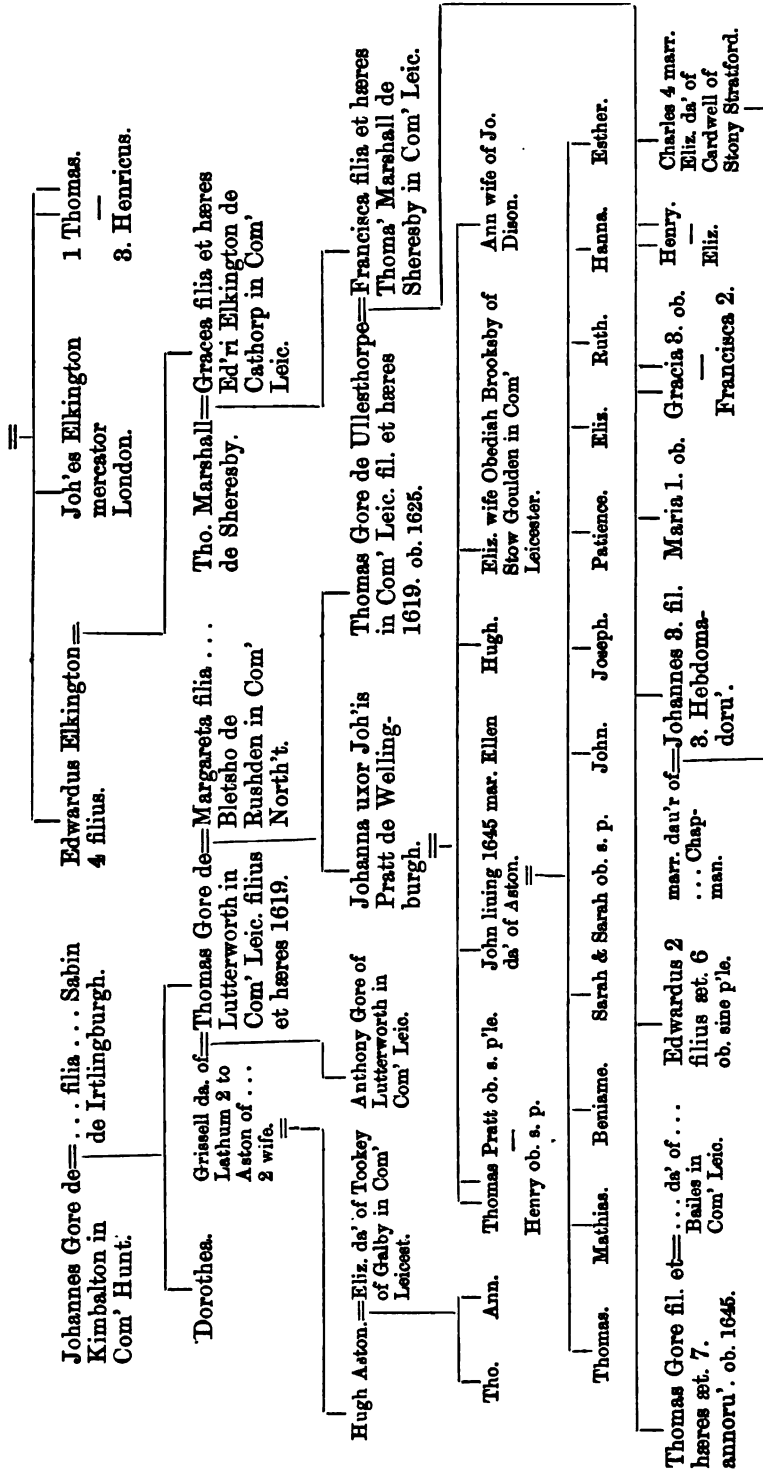 Johannes Gore de=... filia ... Sabin
Kimbalton in de Irtlingburgh.
Com' Hunt.
Edwardus Elkington=
4 filius.
Joh'es Elkington
mercator
London.
1 Thomas.
3. Henricus.
Dorothea.
Grissell da. of=Thomas Gore de=Margareta filia ...
Lathum 2 to Lutterworth in Bletsho de
Aston of ... Com' Leic. filius Rushden in Com'
2 wife. et hæres 1619. North't.
Tho. Marshall=Gracea filia et hæres
de Sheresby. Ed'ri Elkington de
Cathorp in Com'
Leic.
Hugh Aston.=Eliz. da' of Tookey
of Galby in Com'
Leicest.
Anthony Gore of
Lutterworth in
Com' Leic.
Johanna uxor Joh'is
Pratt de Welling-
burgh.
Thomas Gore de Ullesthorpe=Francisca filia et hæres
in Com' Leic. fil. et hæres Thoma' Marshall de
1619. ob. 1625. Sheresby in Com' Leic.
Tho. Ann.
Thomas Pratt ob. s. p'le.
Henry ob. s. p.
John liuing 1645 mar. Ellen
da' of Aston.
Hugh.
Eliz. wife Obediah Brooksby of
Stow Goulden in Com'
Leicester.
Ann wife of Jo.
Dison.
Thomas. Mathias. Beniame. Sarah & Sarah ob. s. p. John. Joseph. Patience. Eliz. Ruth. Hanna. Esther.
Thomas Gore fil. et=... da' of ...
hæres æt. 7. Bailes in
annoru'. ob. 1645. Com' Leic.
Edwardus 2
filius æt. 6
ob. sine p'le.
marr. dau'r of=Johannes 3. fil.
... Chap- 3. Hebdoma-
man. doru'.
Maria 1. ob.
Gracia 3. ob.
Francisca 2.
Henry.
Eliz.
Charles 4 marr.
Eliz. da' of
Cardwell of
Stony Stratford.